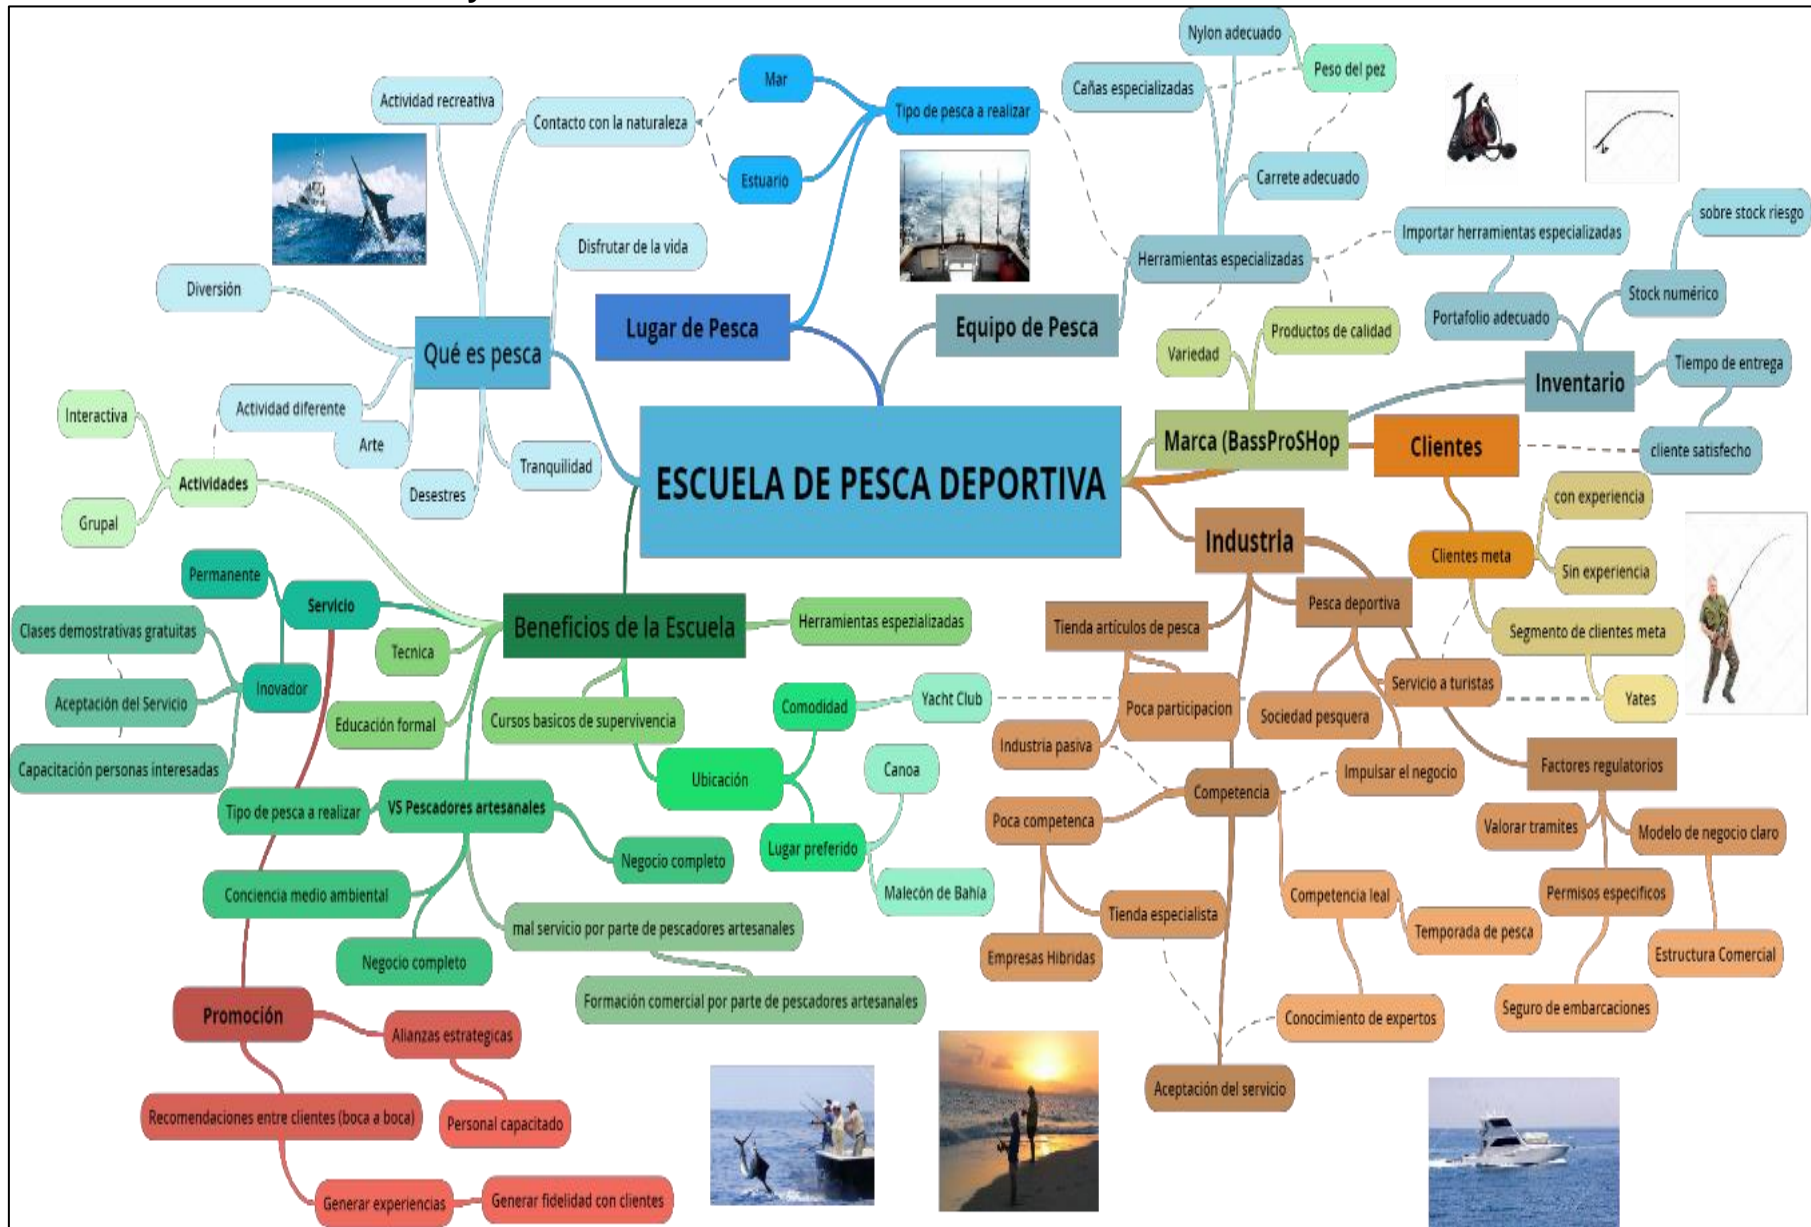 Nylon adecuado
Mar
Peso del pez
Cañas especializadas
Actividad recreativa
Contacto con la naturaleza
Tipo de pesca a realizar
Estuario
Carrete adecuado
sobre stock riesgo
Importar herramientas especializadas
Disfrutar de la vida
Herramientas especializadas
Diversión
Stock numérico
Portafolio adecuado
Lugar de Pesca
Equipo de Pesca
Productos de calidad
Qué es pesca
Variedad
Tiempo de entrega
Inventario
Interactiva
Actividad diferente
Arte
Marca (BassProSHop
Clientes
cliente satisfecho
Tranquilidad
Actividades
Desestres
ESCUELA DE PESCA DEPORTIVA
con experiencia
Grupal
Industria
Clientes meta
Sin experiencia
Permanente
Servicio
Pesca deportiva
Clases demostrativas gratuitas
Beneficios de la Escuela
Herramientas espezializadas
Tienda artículos de pesca
Segmento de clientes meta
Tecnica
Inovador
Aceptación del Servicio
Servicio a turistas
Yates
Educación formal
Cursos basicos de supervivencia
Comodidad
Yacht Club
Poca participacion
Sociedad pesquera
Industria pasiva
Capacitación personas interesadas
Ubicación
Canoa
Impulsar el negocio
Factores regulatorios
Competencia
Tipo de pesca a realizar
VS Pescadores artesanales
Poca competenca
Valorar tramites
Modelo de negocio claro
Lugar preferido
Negocio completo
Conciencia medio ambiental
Malecón de Bahía
Competencia leal
Permisos específicos
Tienda especialista
mal servicio por parte de pescadores artesanales
Temporada de pesca
Negocio completo
Empresas Hibridas
Estructura Comercial
Formación comercial por parte de pescadores artesanales
Seguro de embarcaciones
Promoción
Conocimiento de expertos
Alianzas estrategicas
Aceptación del servicio
Recomendaciones entre clientes (boca a boca)
Personal capacitado
Generar experiencias
Generar fidelidad con clientes